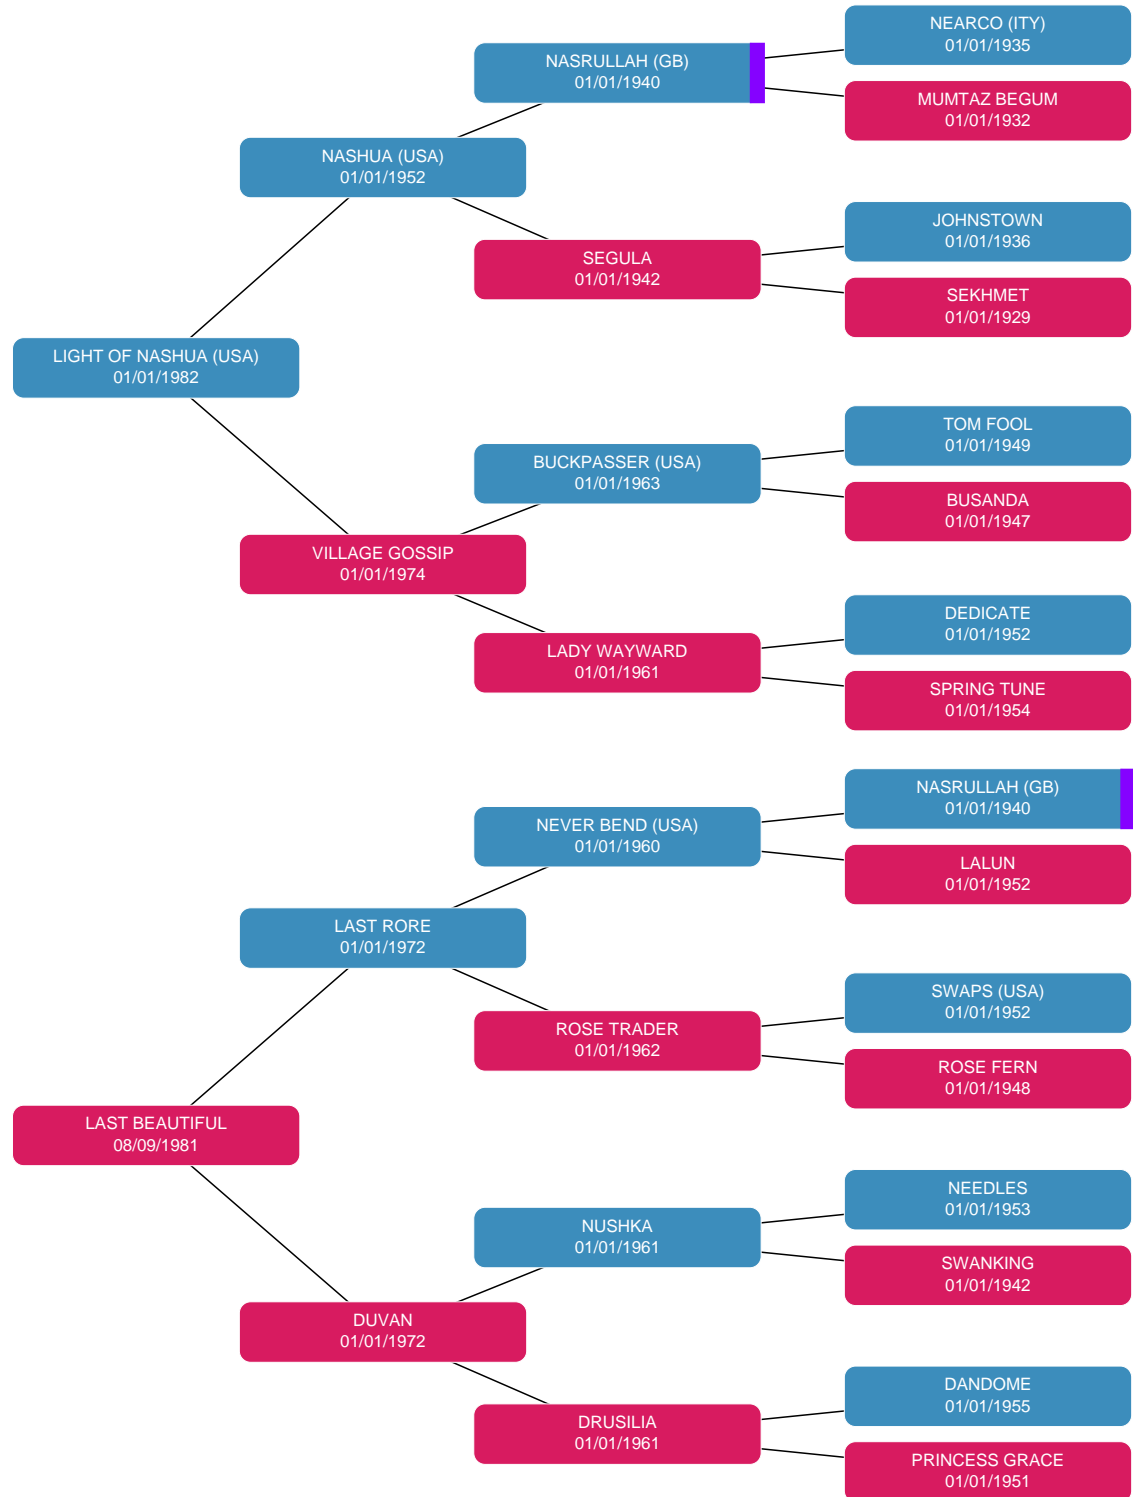 NEARCO (ITY)
01/01/1935
NASRULLAH (GB)
01/01/1940
MUMTAZ BEGUM
01/01/1932
NASHUA (USA)
01/01/1952
JOHNSTOWN
01/01/1936
SEGULA
01/01/1942
SEKHMET
01/01/1929
LIGHT OF NASHUA (USA)
01/01/1982
TOM FOOL
01/01/1949
BUCKPASSER (USA)
01/01/1963
BUSANDA
01/01/1947
VILLAGE GOSSIP
01/01/1974
DEDICATE
01/01/1952
LADY WAYWARD
01/01/1961
SPRING TUNE
01/01/1954
NASRULLAH (GB)
01/01/1940
NEVER BEND (USA)
01/01/1960
LALUN
01/01/1952
LAST RORE
01/01/1972
SWAPS (USA)
01/01/1952
ROSE TRADER
01/01/1962
ROSE FERN
01/01/1948
LAST BEAUTIFUL
08/09/1981
NEEDLES
01/01/1953
NUSHKA
01/01/1961
SWANKING
01/01/1942
DUVAN
01/01/1972
DANDOME
01/01/1955
DRUSILIA
01/01/1961
PRINCESS GRACE
01/01/1951